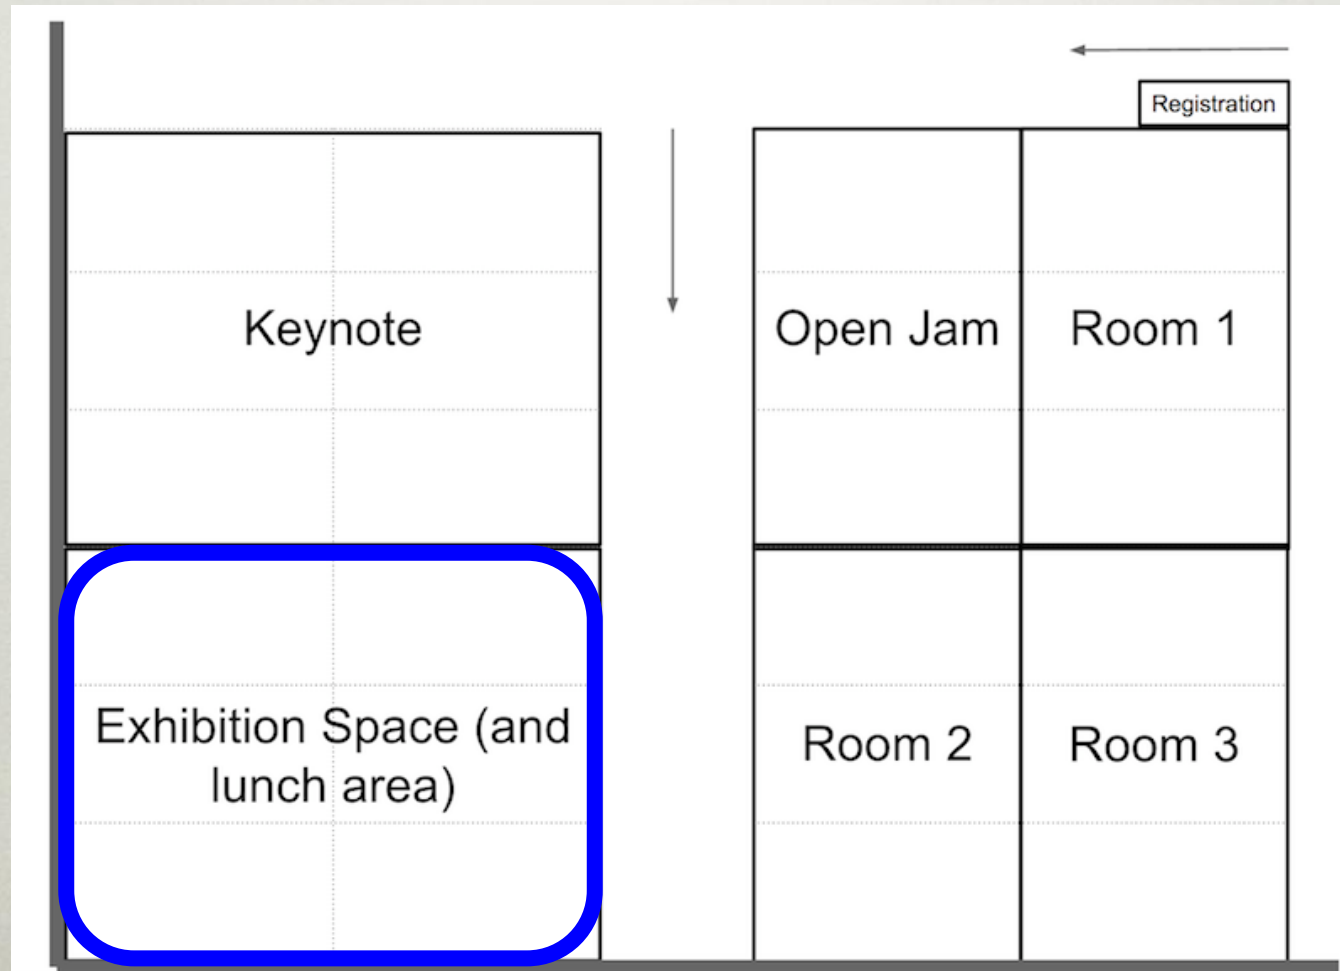 Registration
Keynote
Open Jam
Room 1
Exhibition Space (and
lunch area)
Room 2
Room 3